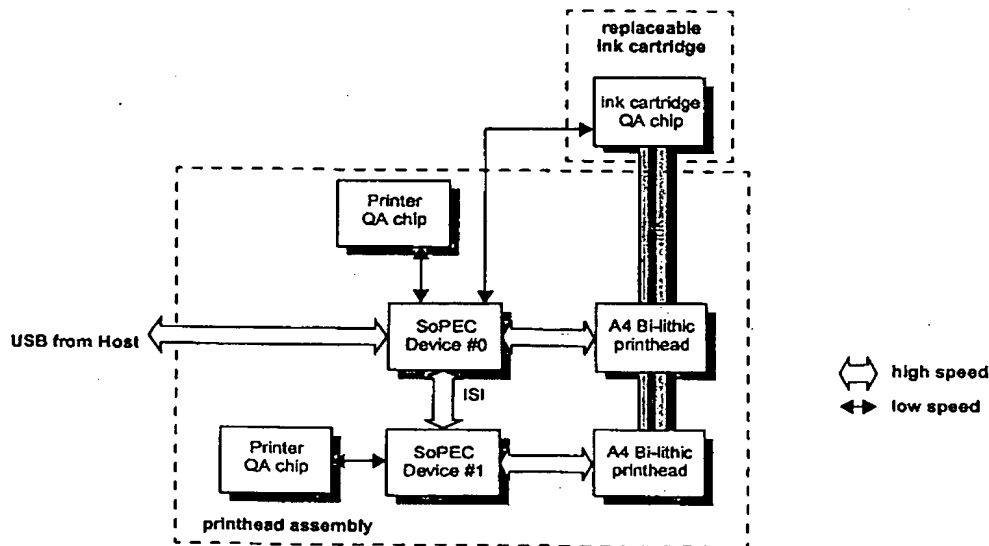 replaceable
ink cartridge
ink cartridge
QA chip
Printer
QA chip
SoPEC
Device #0
A4 Bi-lithic
printhead
USB from Host
high speed
ISI
low speed
Printer
QA chip
SoPEC
Device #1
A4 Bi-lithic
printhead
printhead assembly